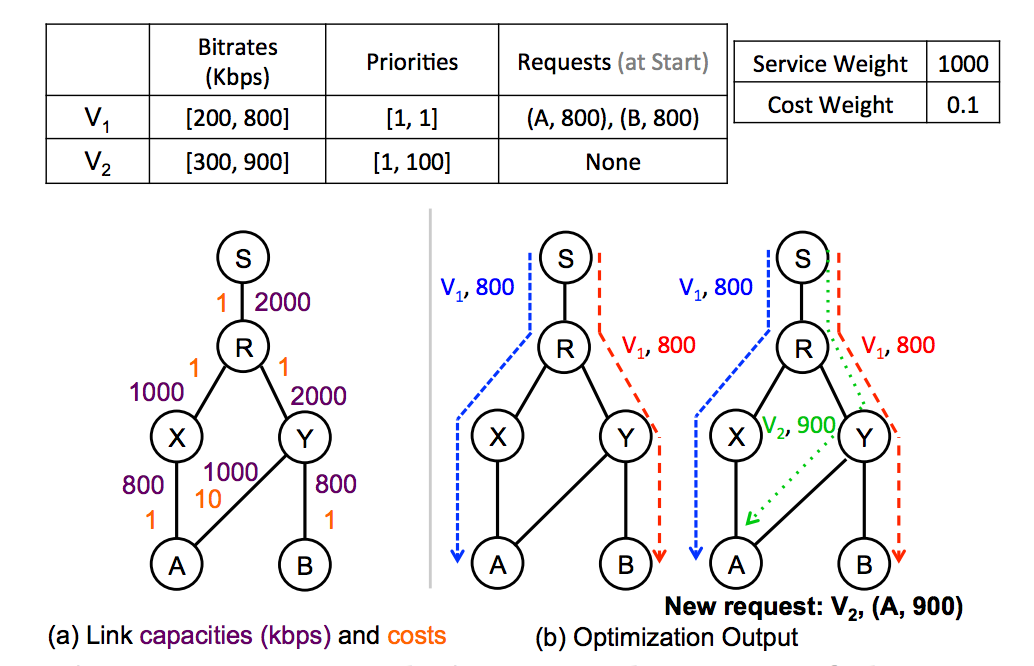 Bitrates (Kbps) Priorities Requests (at Start)
V1 [200, 800] [1, 1] (A, 800), (B, 800)
V2 [300, 900] [1, 100] None
Service Weight 1000
Cost Weight 0.1
S
1 2000
R
1 1
1000 2000
X Y
800 1000 800
10
1 1
A B
(a) Link capacities (kbps) and costs
S
V1, 800
R
V1, 800
X Y
A B
S
V1, 800
R
V1, 800
V2, 900
X Y
A B
New request: V2, (A, 900)
(b) Optimization Output